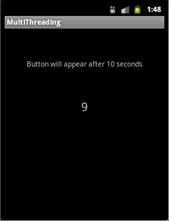 1:48
MultiThreading
Button will appear after 10 seconds
9